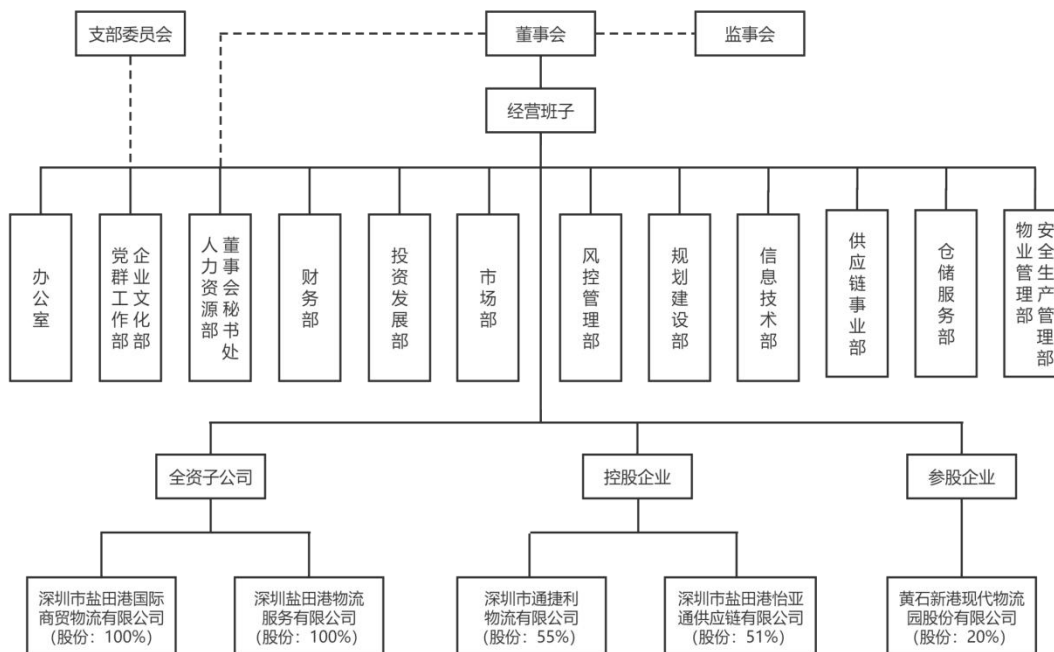 支部委员会
董事会
监事会
经营班子
办公室
党群工作部
企业文化部
人力资源部
董事会秘书处
财务部
投资发展部
市场部
风控管理部
规划建设部
信息技术部
供应链事业部
仓储服务部
物业管理部
安全生产管理部
全资子公司
控股企业
参股企业
深圳市盐田港国际
商贸物流有限公司
(股份：100%)
深圳盐田港物流
服务有限公司
(股份：100%)
深圳市通捷利
物流有限公司
(股份：55%)
深圳市盐田港怡亚
通供应链有限公司
(股份：51%)
黄石新港现代物流
园股份有限公司
(股份：20%)